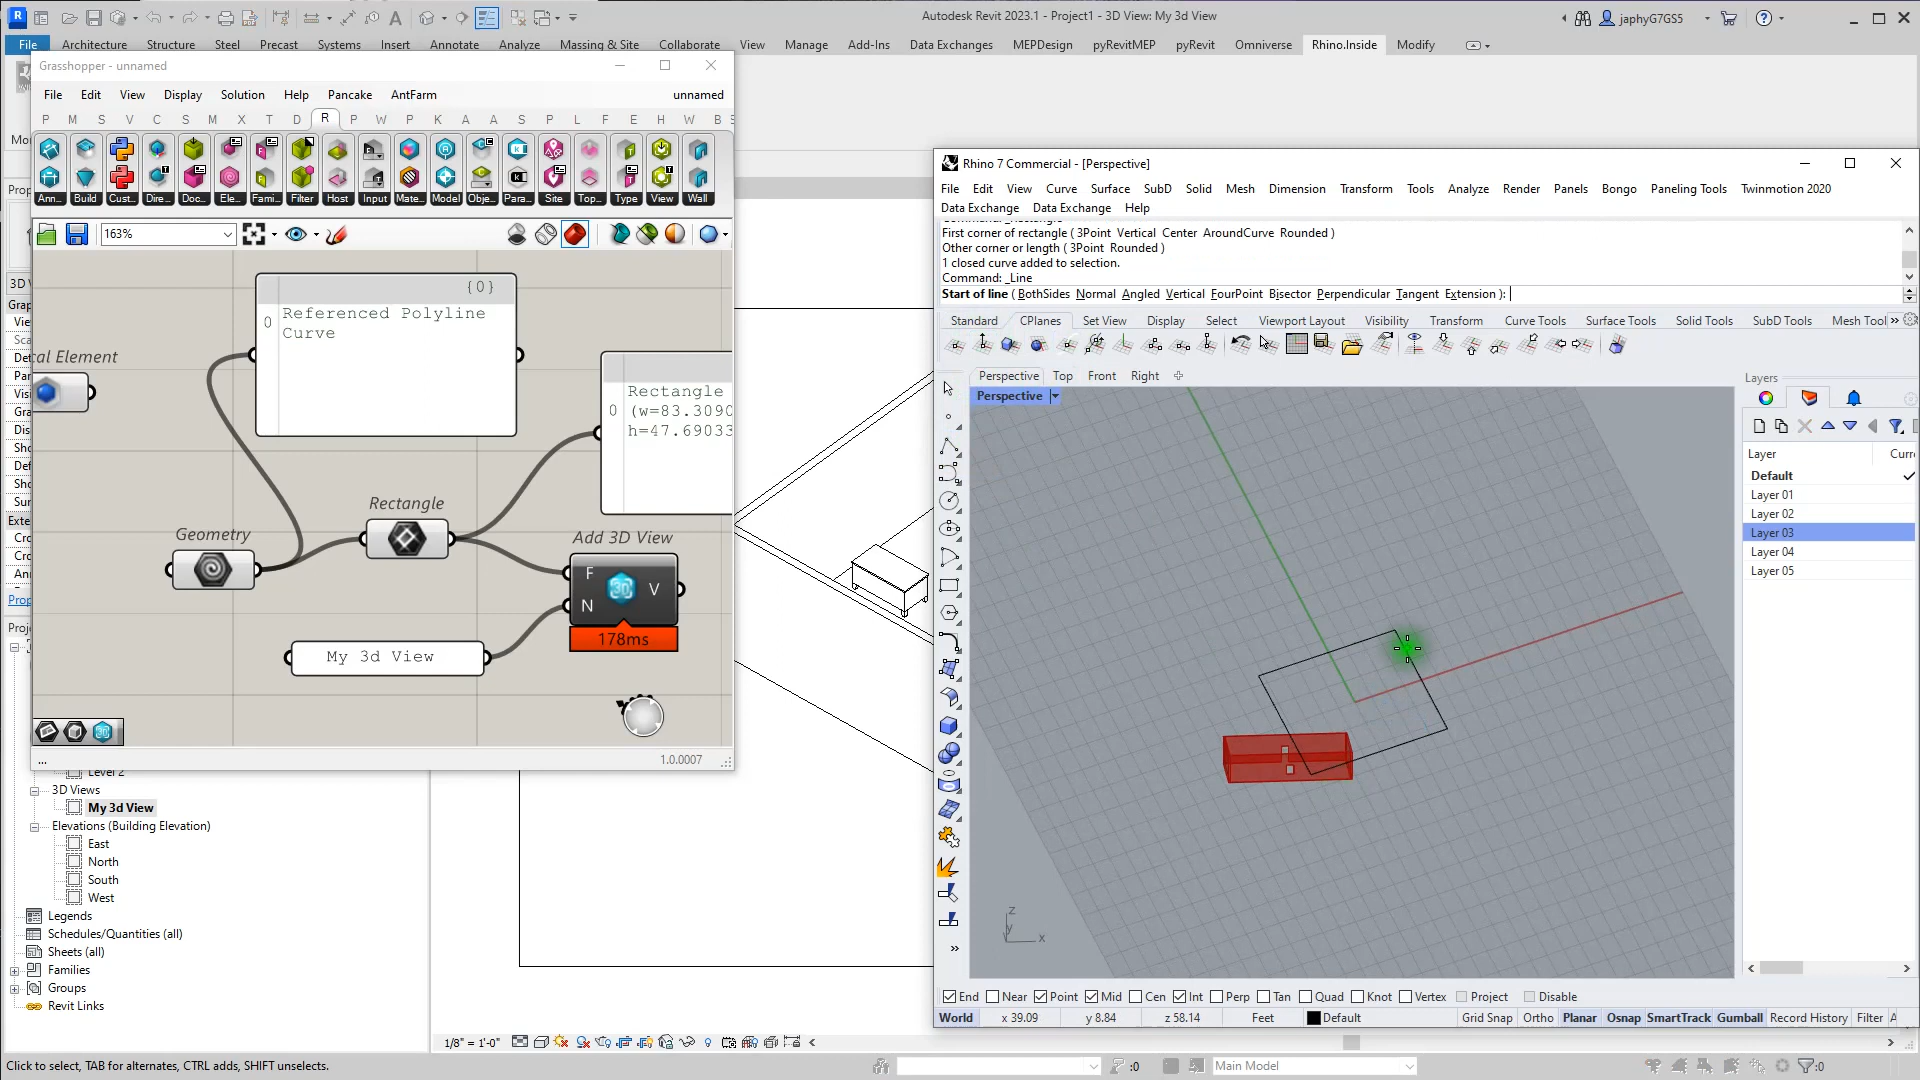 Autodesk Revit 2023.1 - Project1 - 3D View: My 3d View
japhyG7GS5
File Architecture Structure Steel Precast Systems Insert Annotate Analyze Massing & Site Collaborate View Manage Add-Ins Data Exchanges MEPDesign pyRevitMEP pyRevit Omniverse Rhino.Inside Modify
Grasshopper - unnamed
File Edit View Display Solution Help Pancake AntFarm unnamed
P M S V C S M X T D R P W P K A A S P L F E H W B S
Ann... Build Cust... Dire... Doc... Ele... Fami... Filter Host Input Mate... Model Obje... Para... Site Top... Type View Wall
163%
{0}
0 Referenced Polyline
Curve
cal Element
Rectangle
0 (w=83.3090
h=47.69033
Rectangle
Geometry
Add 3D View
F
N
V
3D
178ms
My 3d View
...
1.0.0007
Level 2
3D Views
My 3d View
Elevations (Building Elevation)
East
North
South
West
Legends
Schedules/Quantities (all)
Sheets (all)
Families
Groups
Revit Links
Rhino 7 Commercial - [Perspective]
File Edit View Curve Surface SubD Solid Mesh Dimension Transform Tools Analyze Render Panels Bongo Paneling Tools Twinmotion 2020
Data Exchange Data Exchange Help
First corner of rectangle ( 3Point Vertical Center AroundCurve Rounded )
Other corner or length ( 3Point Rounded )
1 closed curve added to selection.
Command: _Line
Start of line ( BothSides Normal Angled Vertical FourPoint Bisector Perpendicular Tangent Extension ):
Standard CPlanes Set View Display Select Viewport Layout Visibility Transform Curve Tools Surface Tools Solid Tools SubD Tools Mesh Tool »
Perspective Top Front Right
Perspective
Layers
Layer Curre
Default
Layer 01
Layer 02
Layer 03
Layer 04
Layer 05
z
y
x
End Near Point Mid Cen Int Perp Tan Quad Knot Vertex Project Disable
World x 39.09 y 8.84 z 58.14 Feet Default Grid Snap Ortho Planar Osnap SmartTrack Gumball Record History Filter A
1/8" = 1'-0"
Click to select, TAB for alternates, CTRL adds, SHIFT unselects.
:0
Main Model
:0